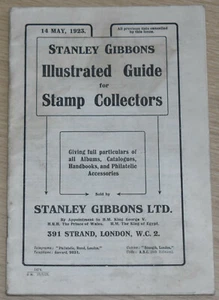 14 MAY, 1925.
All previous ones cancelled
by this issue.
STANLEY GIBBONS
Illustrated Guide
for
Stamp Collectors
Giving full particulars of
all Albums, Catalogues,
Handbooks, and Philatelic
Accessories
Sold by
STANLEY GIBBONS LTD.
By Appointment to H.M. King George V.
H.R.H. The Prince of Wales. H.M. The King of Egypt.
391 STRAND, LONDON, W.C. 2.